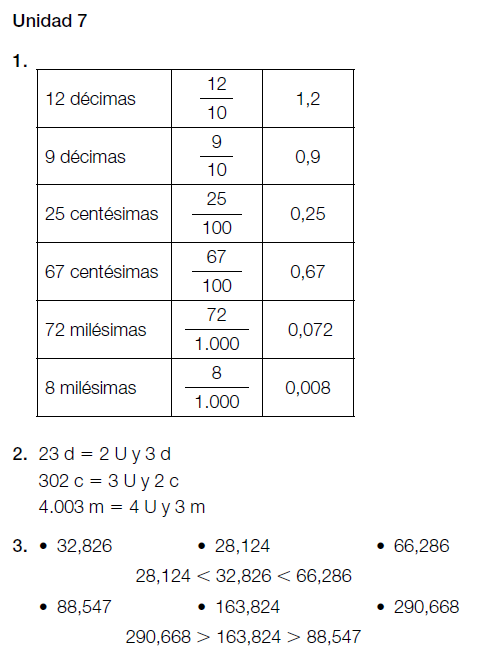 Unidad 7
1.
12 décimas 12/10 1,2
9 décimas 9/10 0,9
25 centésimas 25/100 0,25
67 centésimas 67/100 0,67
72 milésimas 72/1.000 0,072
8 milésimas 8/1.000 0,008
2. 23 d = 2 U y 3 d
302 c = 3 U y 2 c
4.003 m = 4 U y 3 m
3. • 32,826 • 28,124 • 66,286
28,124 < 32,826 < 66,286
• 88,547 • 163,824 • 290,668
290,668 > 163,824 > 88,547